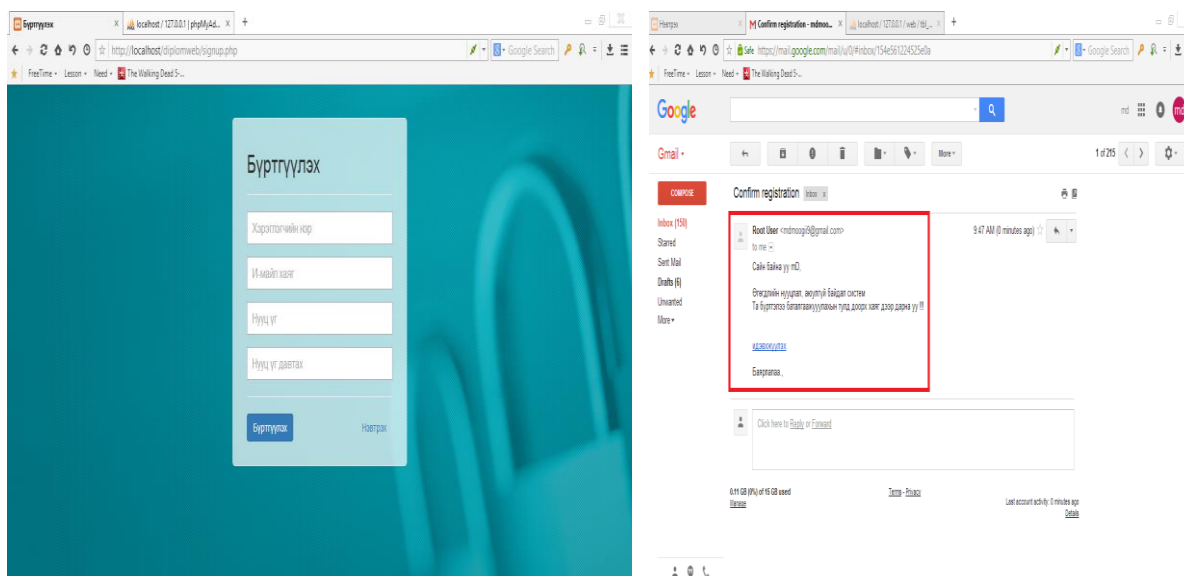 Бүртгүүлэх
localhost / 127.0.0.1 | phpMyAd...
http://localhost/diplomweb/signup.php
Google Search
FreeTime
Lesson
Need
The Walking Dead S-...
Бүртгүүлэх
Хэрэглэгчийн нэр
И-мэйл хаяг
Нууц үг
Нууц үг давтах
Бүртгүүлэх
Нэвтрэх
Нэвтрэх
Confirm registration - mdmoo...
localhost / 127.0.0.1 / web / tbl_...
Safe
https://mail.google.com/mail/u/0/#inbox/154e561224525e0a
Google Search
FreeTime
Lesson
Need
The Walking Dead S-...
Google
md
Gmail
More
1 of 215
COMPOSE
Inbox (150)
Starred
Sent Mail
Drafts (6)
Unwanted
More
Confirm registration
Inbox x
Root User <mdmoogii9@gmail.com>
9:47 AM (0 minutes ago)
to me
Сайн байна уу mD,
Өгөгдлийн нууцлал, аюулгүй байдал систем
Та бүртгэлээ баталгаажуулахын тулд доорх хаяг дээр дарна уу !!!
идэвхжүүлэх
Баярлалаа.,
Click here to Reply or Forward
0.11 GB (0%) of 15 GB used
Manage
Terms - Privacy
Last account activity: 0 minutes ago
Details